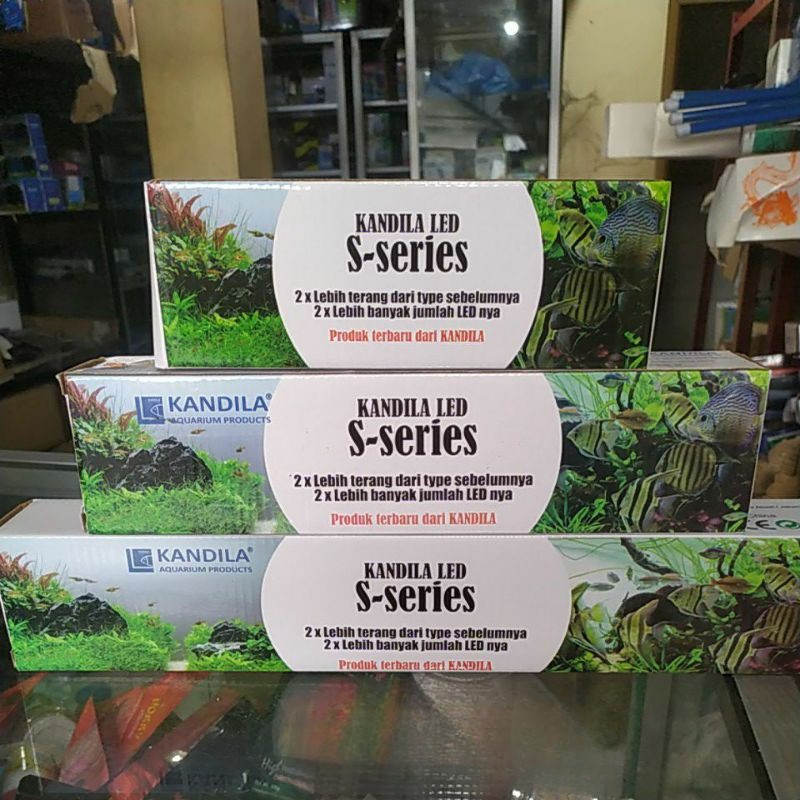 KANDILA LED
S-series
2 x Lebih terang dari type sebelumnya
2 x Lebih banyak jumlah LED nya
Produk terbaru dari KANDILA
KANDILA
KANDILA®
AQUARIUM PRODUCTS
KANDILA LED
S-series
2 x Lebih terang dari type sebelumnya
2 x Lebih banyak jumlah LED nya
Produk terbaru dari KANDILA
KANDILA®
AQUARIUM PRODUCTS
KANDILA LED
S-series
2 x Lebih terang dari type sebelumnya
2 x Lebih banyak jumlah LED nya
Produk terbaru dari KANDILA
CE